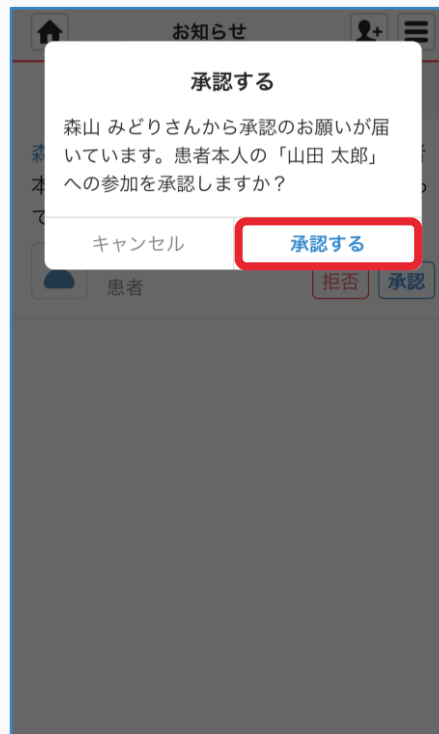 お知らせ
承認する
森山 みどりさんから承認のお願いが届
いています。患者本人の「山田 太郎」
への参加を承認しますか？
キャンセル 承認する
患者 拒否 承認